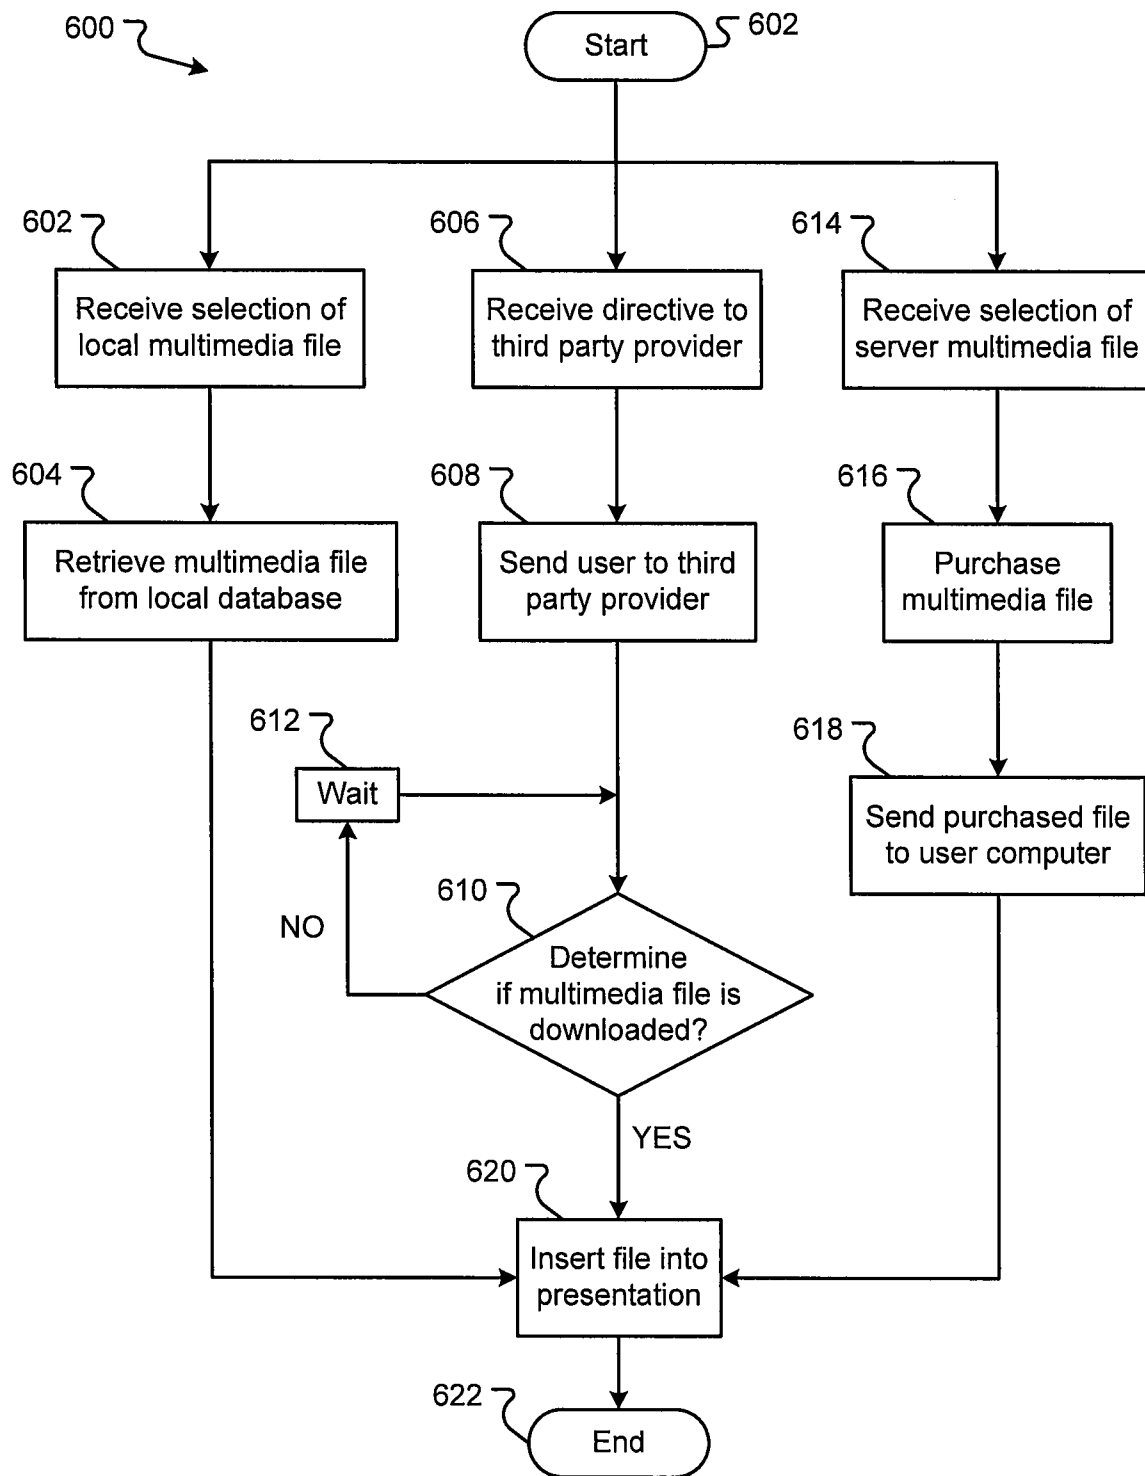 600
Start
602
602
606
614
Receive selection of
local multimedia file
Receive directive to
third party provider
Receive selection of
server multimedia file
604
608
616
Retrieve multimedia file
from local database
Send user to third
party provider
Purchase
multimedia file
612
Wait
618
Send purchased file
to user computer
610
NO
Determine
if multimedia file is
downloaded?
YES
620
Insert file into
presentation
622
End